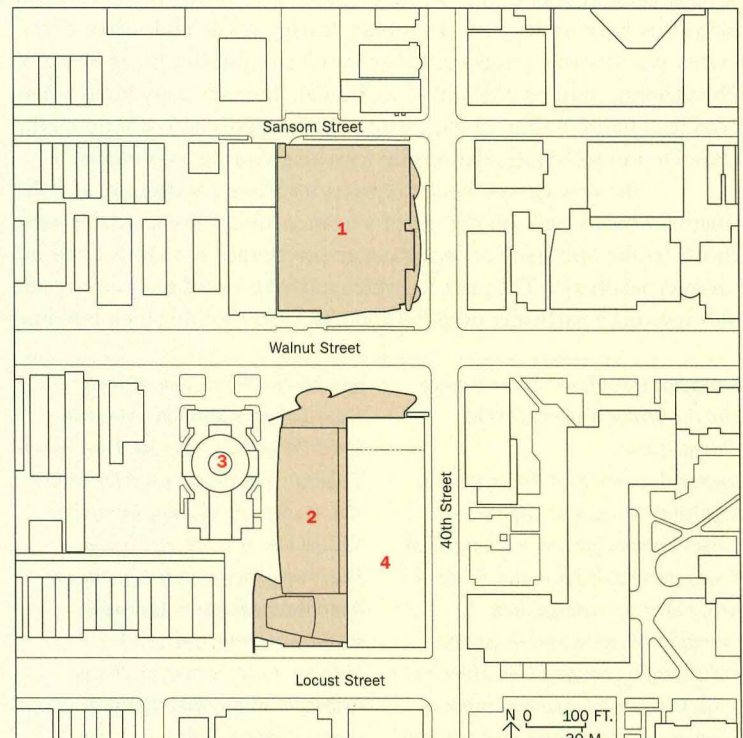 Sansom Street
1
Walnut Street
3
2
40th Street
4
Locust Street
N 0 100 FT.
30 M.